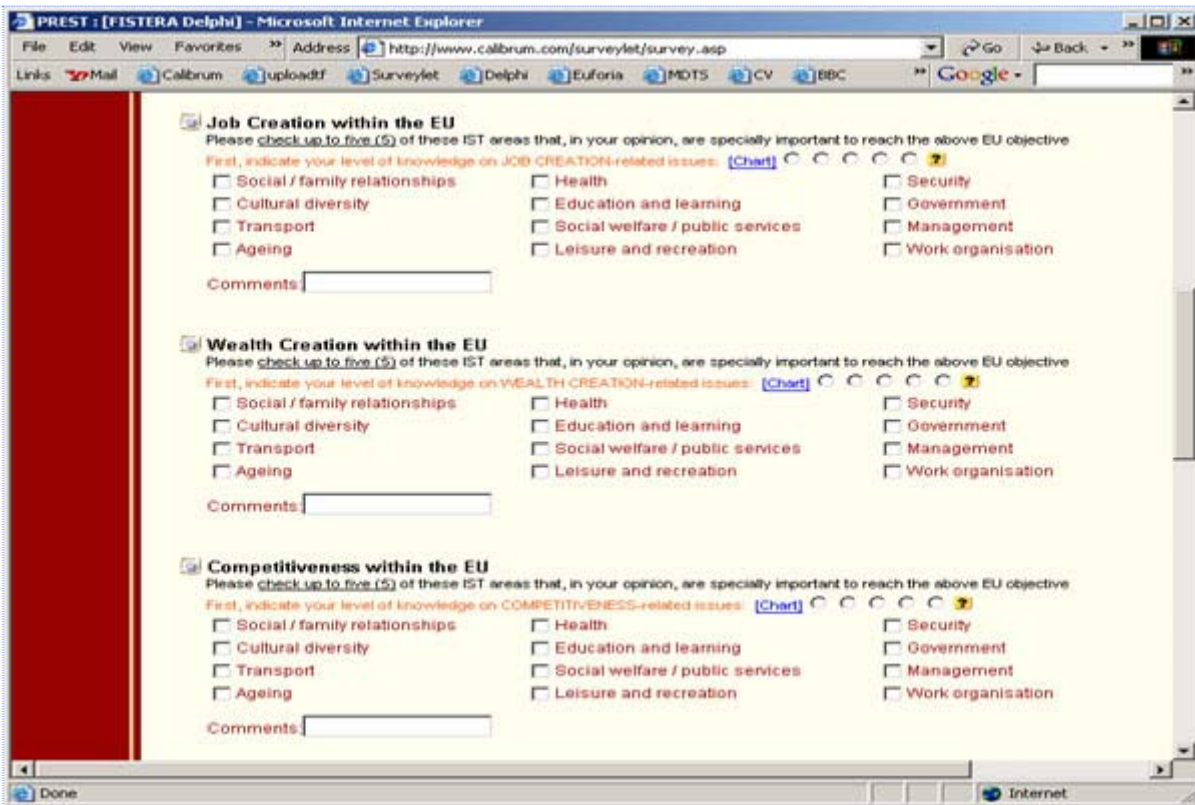 PREST : [FISTERA Delphi] - Microsoft Internet Explorer
File Edit View Favorites » Address http://www.calibrum.com/surveylet/survey.asp Go Back »
Links Mail Calibrum uploadtf Surveylet Delphi Euforia MDTS CV BBC » Google »
Job Creation within the EU
Please check up to five (5) of these IST areas that, in your opinion, are specially important to reach the above EU objective
First, indicate your level of knowledge on JOB CREATION-related issues: [Chart] ?
Social / family relationships Health Security
Cultural diversity Education and learning Government
Transport Social welfare / public services Management
Ageing Leisure and recreation Work organisation
Comments:
Wealth Creation within the EU
Please check up to five (5) of these IST areas that, in your opinion, are specially important to reach the above EU objective
First, indicate your level of knowledge on WEALTH CREATION-related issues: [Chart] ?
Social / family relationships Health Security
Cultural diversity Education and learning Government
Transport Social welfare / public services Management
Ageing Leisure and recreation Work organisation
Comments:
Competitiveness within the EU
Please check up to five (5) of these IST areas that, in your opinion, are specially important to reach the above EU objective
First, indicate your level of knowledge on COMPETITIVENESS-related issues: [Chart] ?
Social / family relationships Health Security
Cultural diversity Education and learning Government
Transport Social welfare / public services Management
Ageing Leisure and recreation Work organisation
Comments:
Done Internet